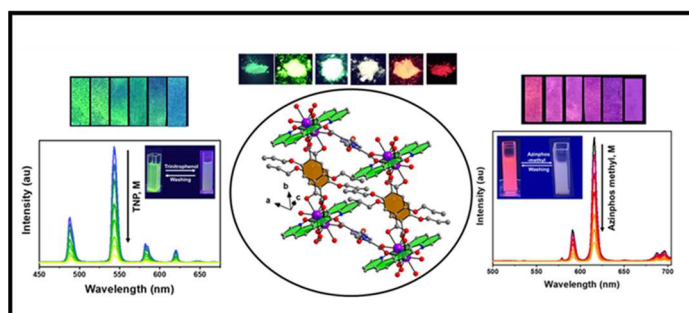 Intensity (au)
TNP, M
Trinitrophenol
Washing
450 500 550 600 650
Wavelength (nm)
b
c
a
Intensity (au)
Azinphos
methyl
Washing
Azinphos methyl, M
500 550 600 650 700
Wavelength (nm)